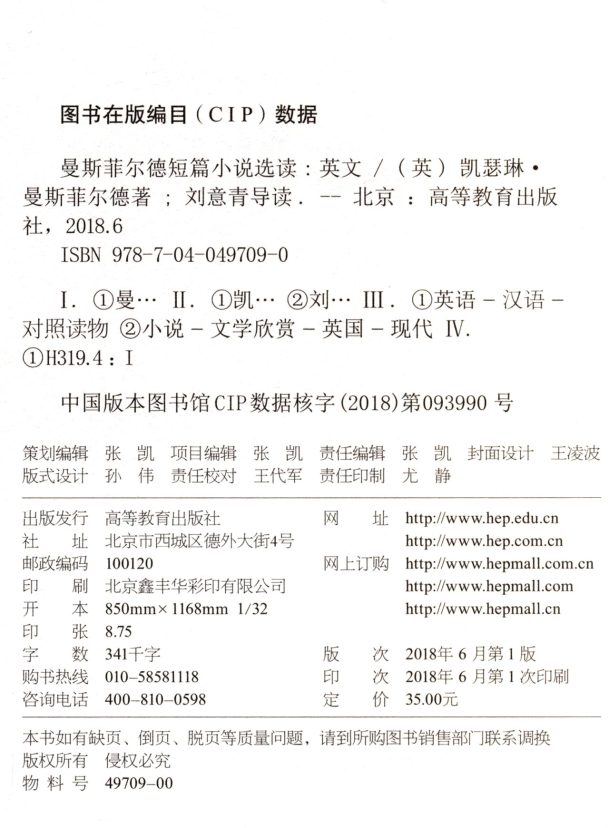 图书在版编目(CIP)数据
曼斯菲尔德短篇小说选读:英文 /(英)凯瑟琳·
曼斯菲尔德著 ; 刘意青导读. -- 北京 : 高等教育出版
社,2018.6
ISBN 978-7-04-049709-0
Ⅰ. ①曼… Ⅱ. ①凯… ②刘… Ⅲ. ①英语-汉语-
对照读物 ②小说-文学欣赏-英国-现代 Ⅳ.
①H319.4:I
中国版本图书馆CIP数据核字(2018)第093990 号
策划编辑 张 凯 项目编辑 张 凯 责任编辑 张 凯 封面设计 王凌波
版式设计 孙 伟 责任校对 王代军 责任印制 尤 静
出版发行 高等教育出版社 网 址 http://www.hep.edu.cn
社 址 北京市西城区德外大街4号 http://www.hep.com.cn
邮政编码 100120 网上订购 http://www.hepmall.com.cn
印 刷 北京鑫丰华彩印有限公司 http://www.hepmall.com
开 本 850mm×1168mm 1/32 http://www.hepmall.cn
印 张 8.75
字 数 341千字 版 次 2018年 6 月第 1 版
购书热线 010-58581118 印 次 2018年 6 月第 1 次印刷
咨询电话 400-810-0598 定 价 35.00元
本书如有缺页、倒页、脱页等质量问题,请到所购图书销售部门联系调换
版权所有 侵权必究
物 料 号 49709-00